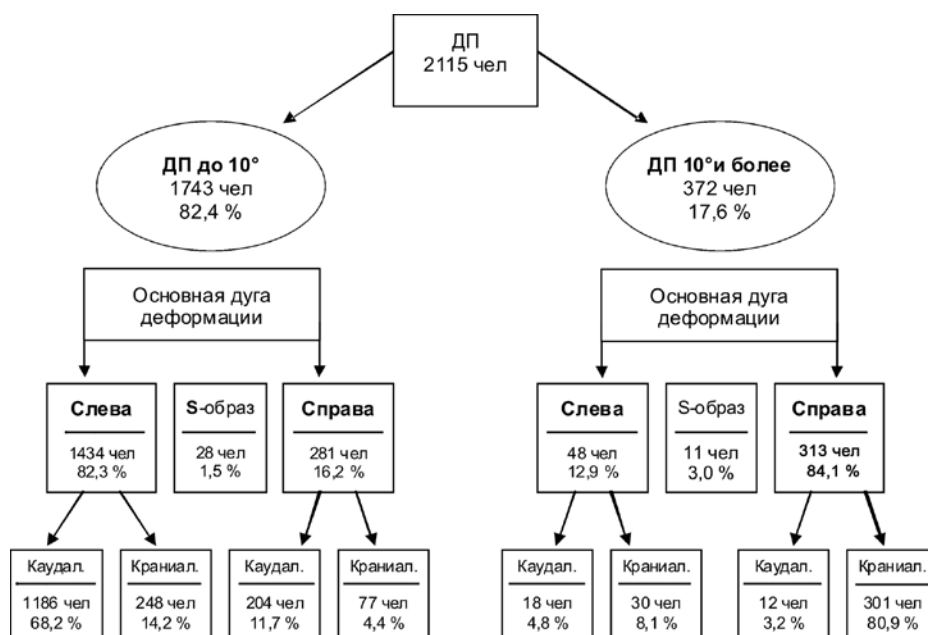 ДП
2115 чел
ДП до 10°
1743 чел
82,4 %
ДП 10°и более
372 чел
17,6 %
Основная дуга
деформации
Основная дуга
деформации
Слева
1434 чел
82,3 %
S-образ
28 чел
1,5 %
Справа
281 чел
16,2 %
Слева
48 чел
12,9 %
S-образ
11 чел
3,0 %
Справа
313 чел
84,1 %
Каудал.
1186 чел
68,2 %
Краниал.
248 чел
14,2 %
Каудал.
204 чел
11,7 %
Краниал.
77 чел
4,4 %
Каудал.
18 чел
4,8 %
Краниал.
30 чел
8,1 %
Каудал.
12 чел
3,2 %
Краниал.
301 чел
80,9 %